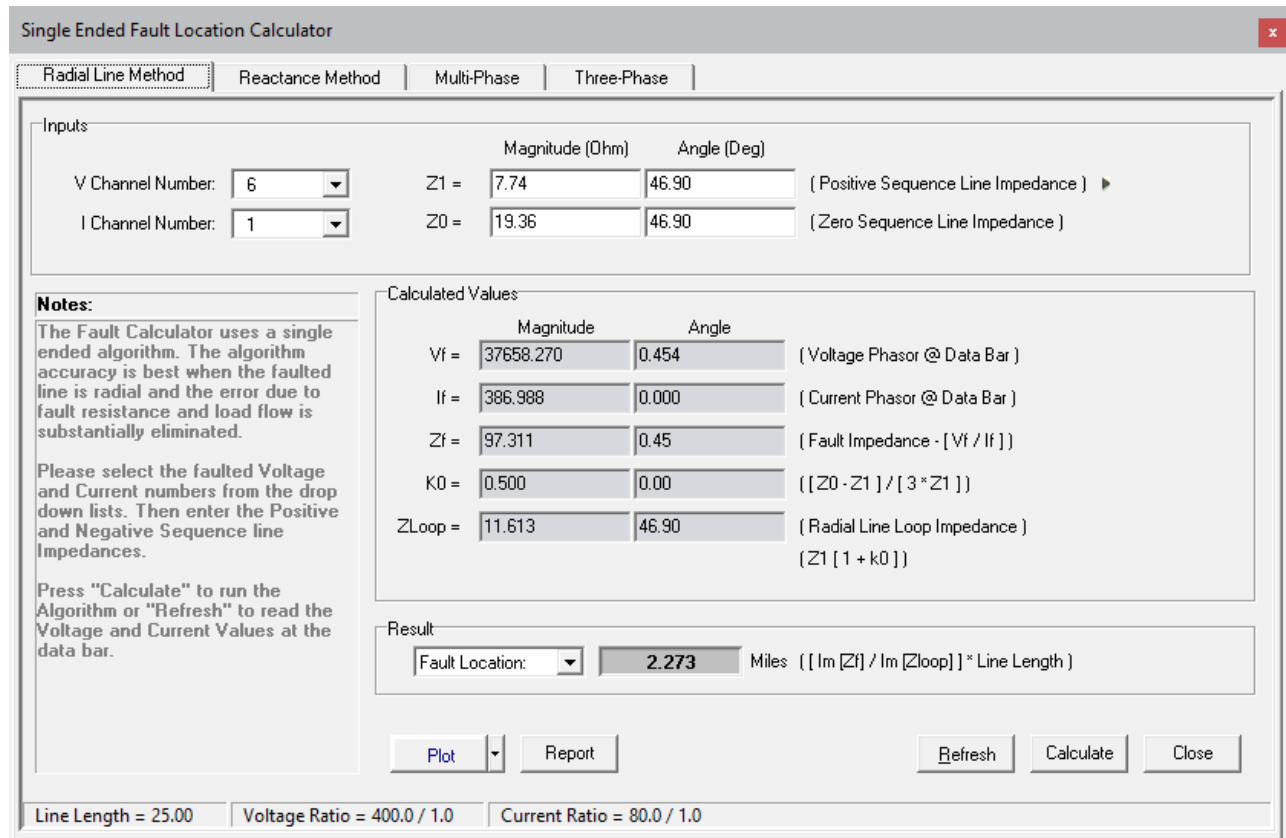 Single Ended Fault Location Calculator
x
Radial Line Method Reactance Method Multi-Phase Three-Phase
Inputs
Magnitude (Ohm) Angle (Deg)
V Channel Number: 6 Z1 = 7.74 46.90 ( Positive Sequence Line Impedance )
I Channel Number: 1 Z0 = 19.36 46.90 ( Zero Sequence Line Impedance )
Notes:
The Fault Calculator uses a single
ended algorithm. The algorithm
accuracy is best when the faulted
line is radial and the error due to
fault resistance and load flow is
substantially eliminated.
Please select the faulted Voltage
and Current numbers from the drop
down lists. Then enter the Positive
and Negative Sequence line
Impedances.
Press "Calculate" to run the
Algorithm or "Refresh" to read the
Voltage and Current Values at the
data bar.
Calculated Values
Magnitude Angle
Vf = 37658.270 0.454 ( Voltage Phasor @ Data Bar )
If = 386.988 0.000 ( Current Phasor @ Data Bar )
Zf = 97.311 0.45 ( Fault Impedance - [ Vf / If ] )
K0 = 0.500 0.00 ( [ Z0 - Z1 ] / [ 3 * Z1 ] )
ZLoop = 11.613 46.90 ( Radial Line Loop Impedance )
( Z1 [ 1 + k0 ] )
Result
Fault Location: 2.273 Miles ( [ Im [Zf] / Im [Zloop] ] * Line Length )
Plot Report Refresh Calculate Close
Line Length = 25.00 Voltage Ratio = 400.0 / 1.0 Current Ratio = 80.0 / 1.0